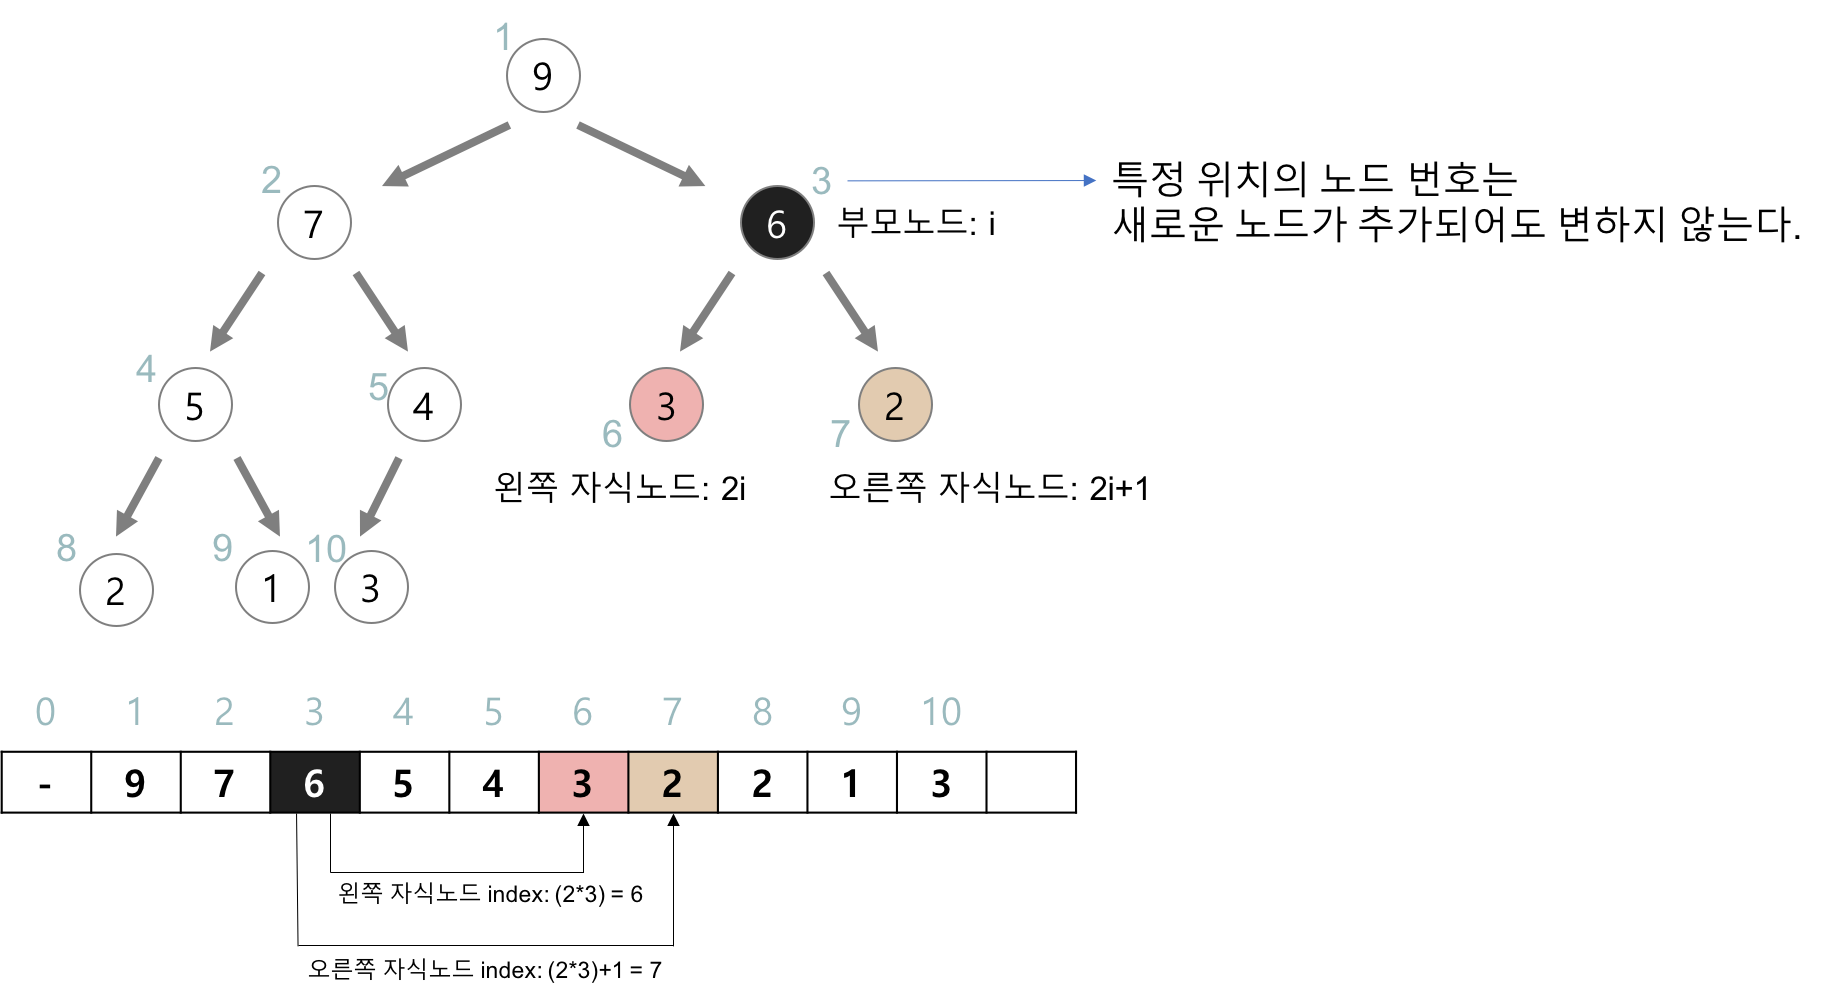 1
9
2
7
3
6
부모노드: i
특정 위치의 노드 번호는
새로운 노드가 추가되어도 변하지 않는다.
4
5
5
4
6
3
7
2
왼쪽 자식노드: 2i
오른쪽 자식노드: 2i+1
8
2
9
1
10
3
0 1 2 3 4 5 6 7 8 9 10
- 9 7 6 5 4 3 2 2 1 3
왼쪽 자식노드 index: (2*3) = 6
오른쪽 자식노드 index: (2*3)+1 = 7